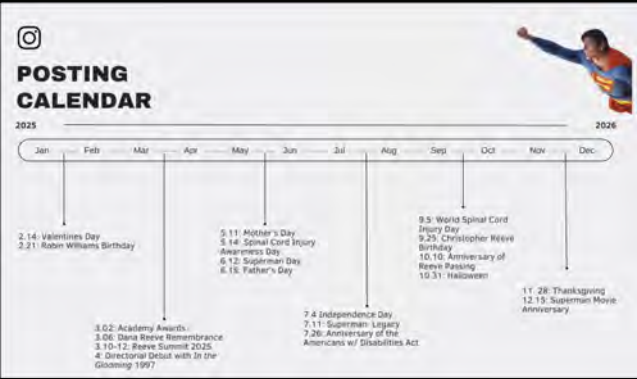 POSTING
CALENDAR
2025
2026
Jan Feb Mar Apr May Jun Jul Aug Sep Oct Nov Dec
2.14: Valentines Day
2.21: Robin Williams Birthday
3.02: Academy Awards
3.06: Dana Reeve Remembrance
3.10-12: Reeve Summit 2025
4: Directorial Debut with In the
Gloaming 1997
5.11: Mother's Day
5.14: Spinal Cord Injury
Awareness Day
6.12: Superman Day
6.15: Father's Day
7.4 Independence Day
7.11: Superman: Legacy
7.26: Anniversary of the
Americans w/ Disabilities Act
9.5: World Spinal Cord
Injury Day
9.25: Christopher Reeve
Birthday
10.10: Anniversary of
Reeve Passing
10.31: Halloween
11. 28: Thanksgiving
12.15: Superman Movie
Anniversary